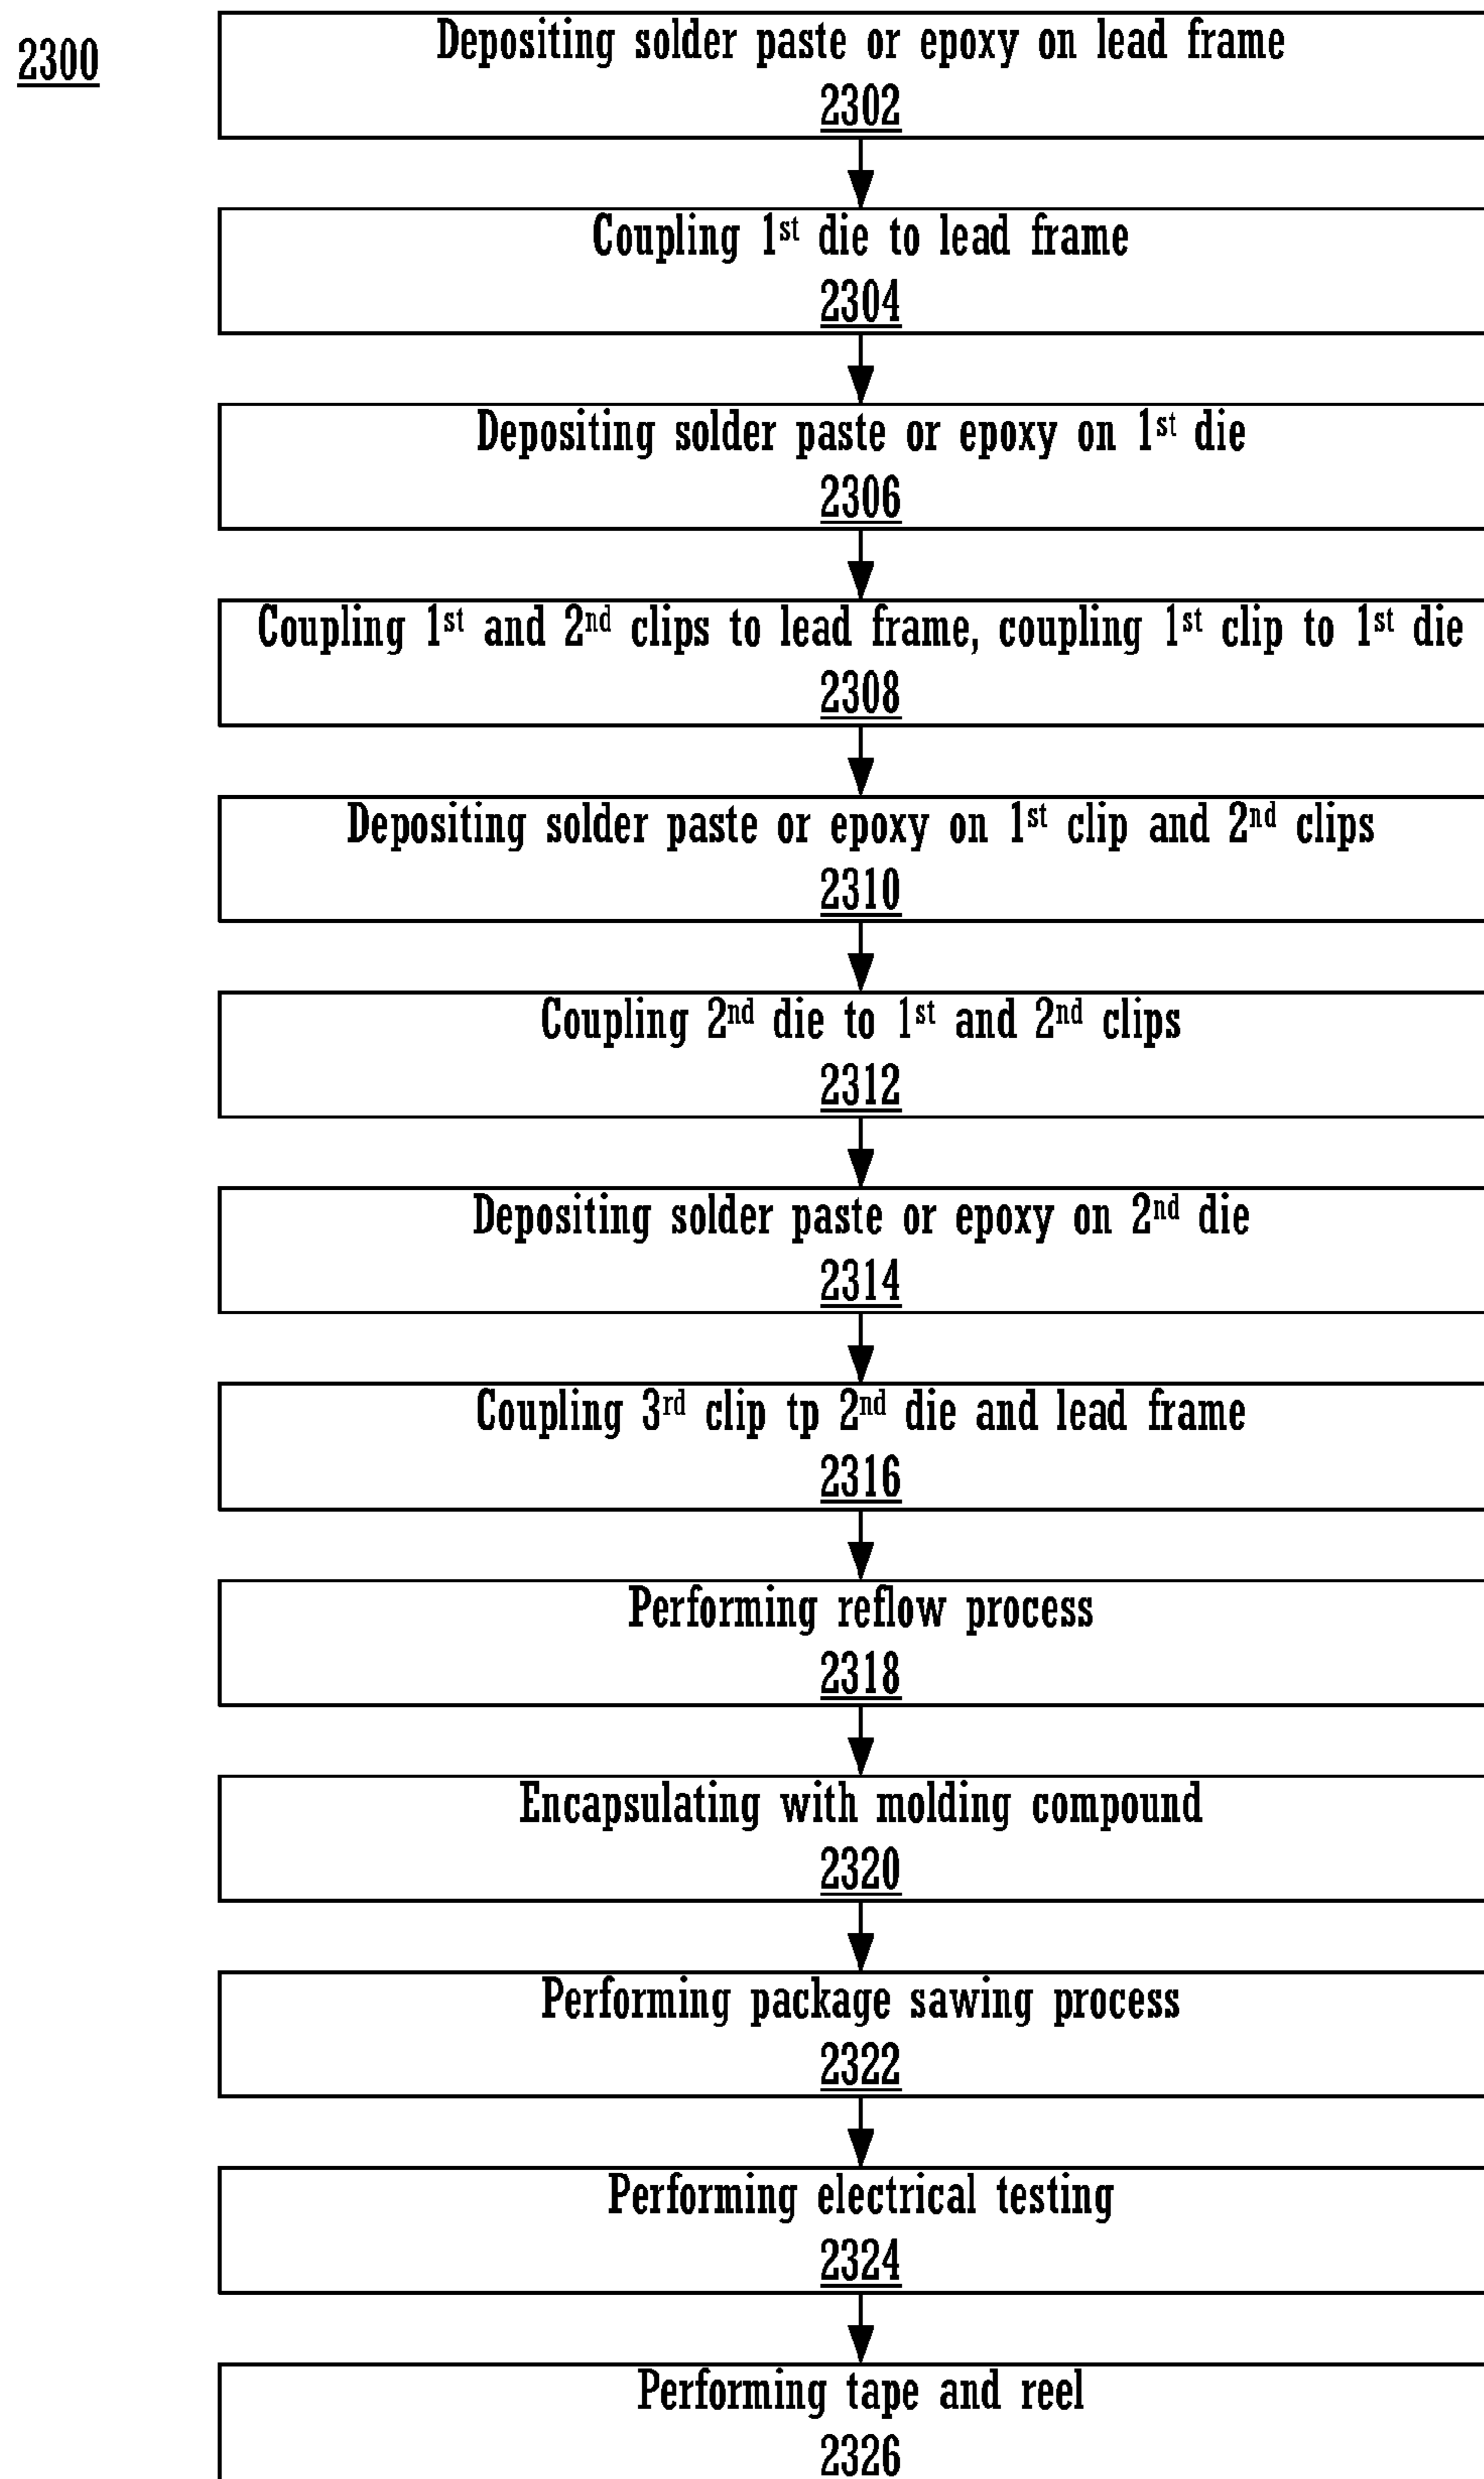 2300
Depositing solder paste or epoxy on lead frame
2302
Coupling 1st die to lead frame
2304
Depositing solder paste or epoxy on 1st die
2306
Coupling 1st and 2nd clips to lead frame, coupling 1st clip to 1st die
2308
Depositing solder paste or epoxy on 1st clip and 2nd clips
2310
Coupling 2nd die to 1st and 2nd clips
2312
Depositing solder paste or epoxy on 2nd die
2314
Coupling 3rd clip tp 2nd die and lead frame
2316
Performing reflow process
2318
Encapsulating with molding compound
2320
Performing package sawing process
2322
Performing electrical testing
2324
Performing tape and reel
2326